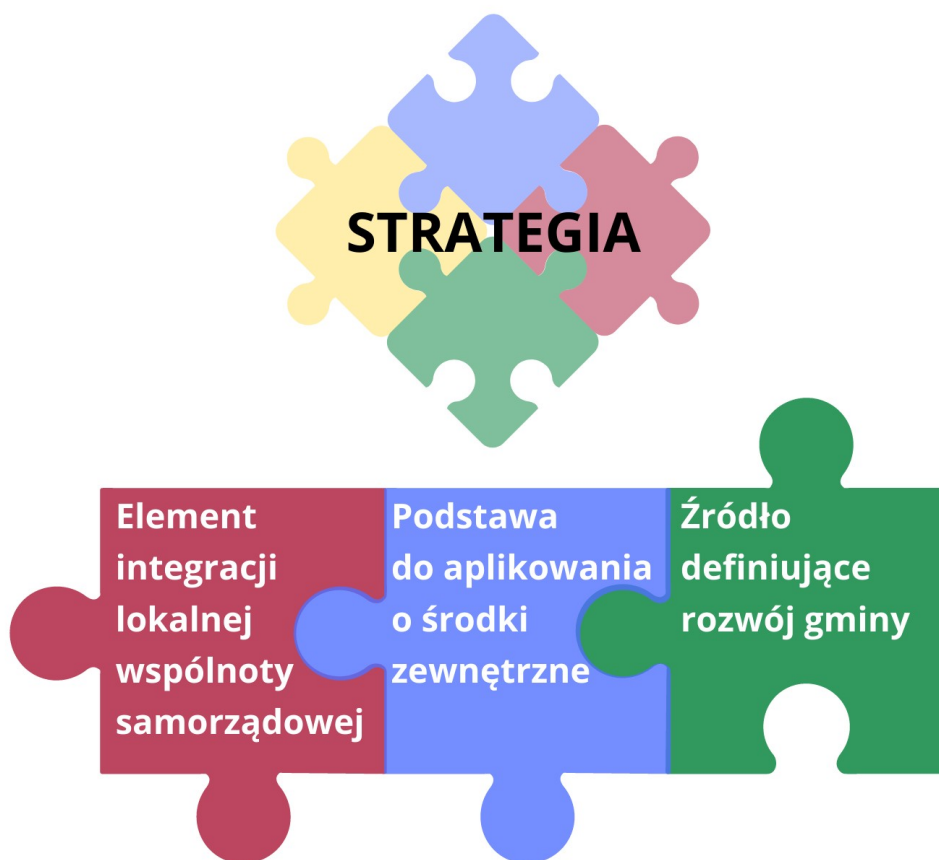 STRATEGIA
Element
integracji
lokalnej
wspólnoty
samorządowej
Podstawa
do aplikowania
o środki
zewnętrzne
Źródło
definiujące
rozwój gminy